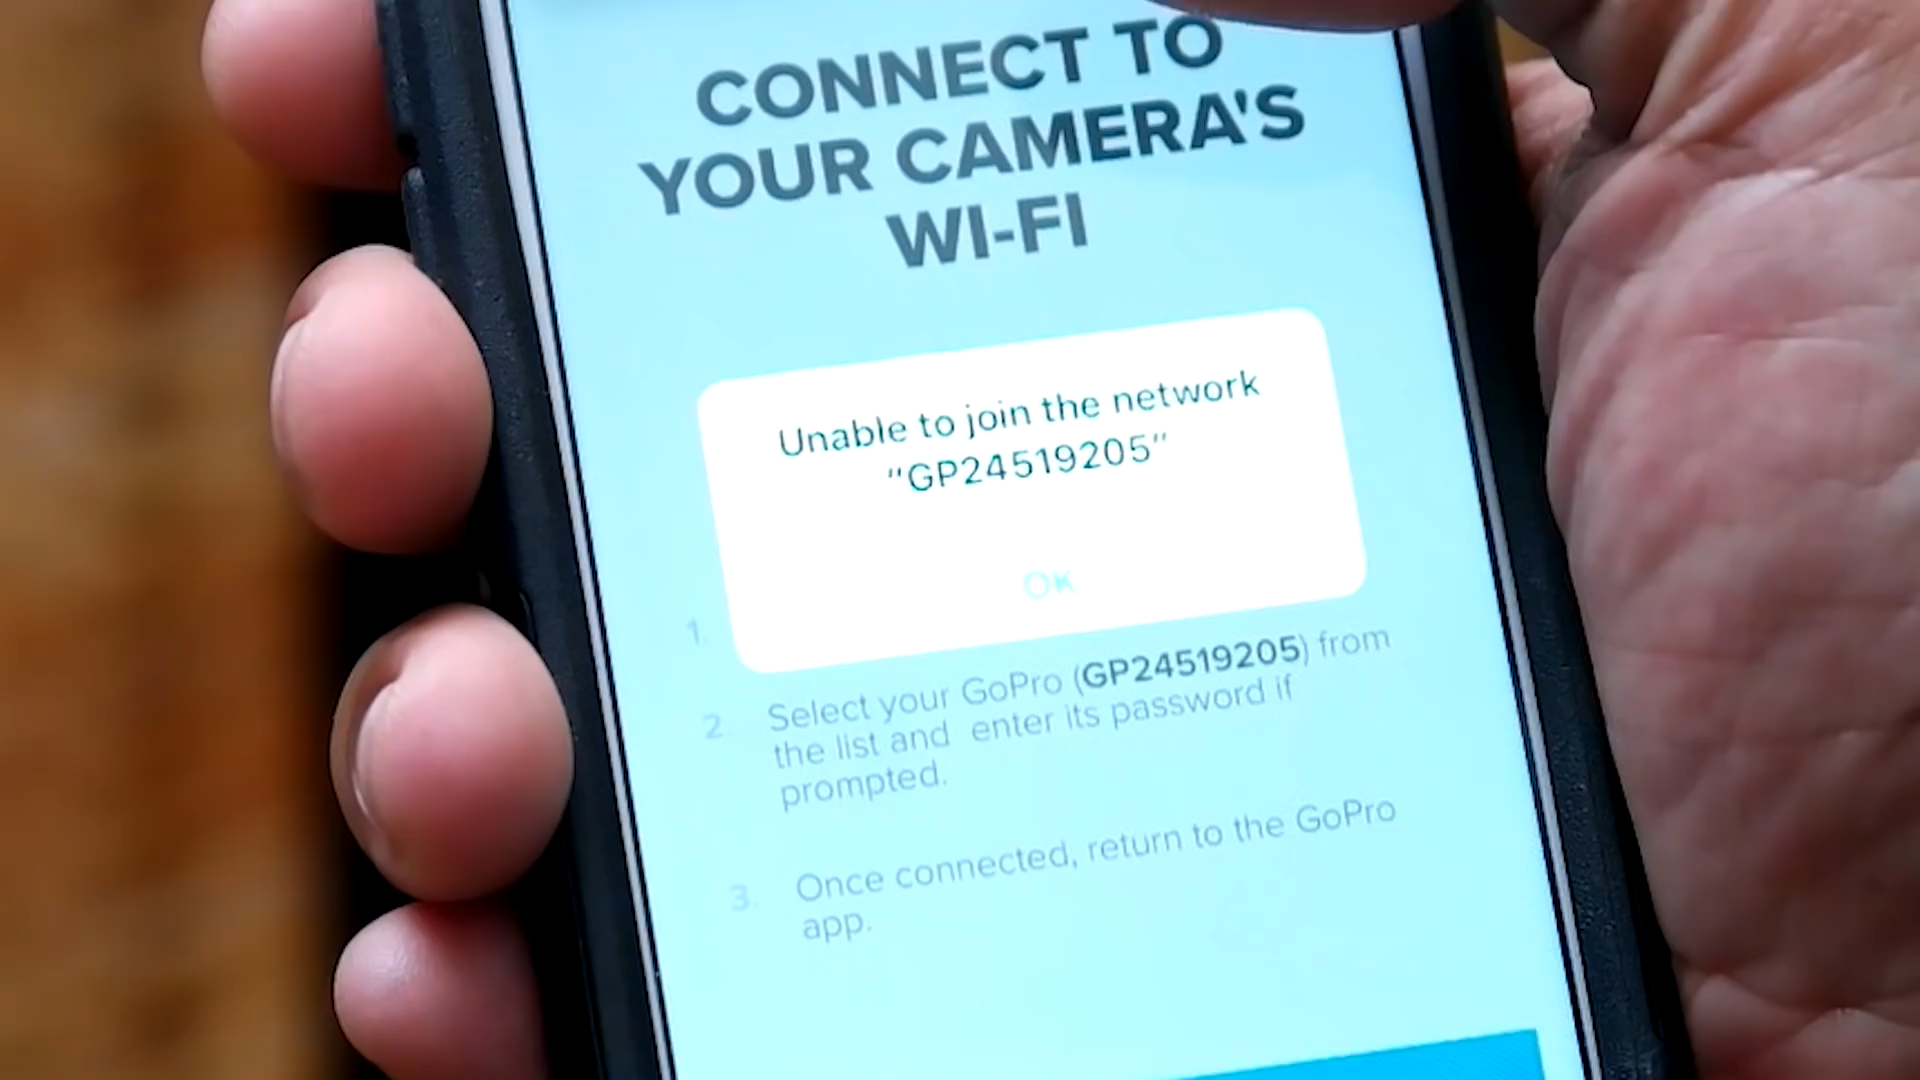 CONNECT TO
YOUR CAMERA'S
WI-FI
Unable to join the network
"GP24519205"
OK
1.
2. Select your GoPro (GP24519205) from
the list and enter its password if
prompted.
3. Once connected, return to the GoPro
app.